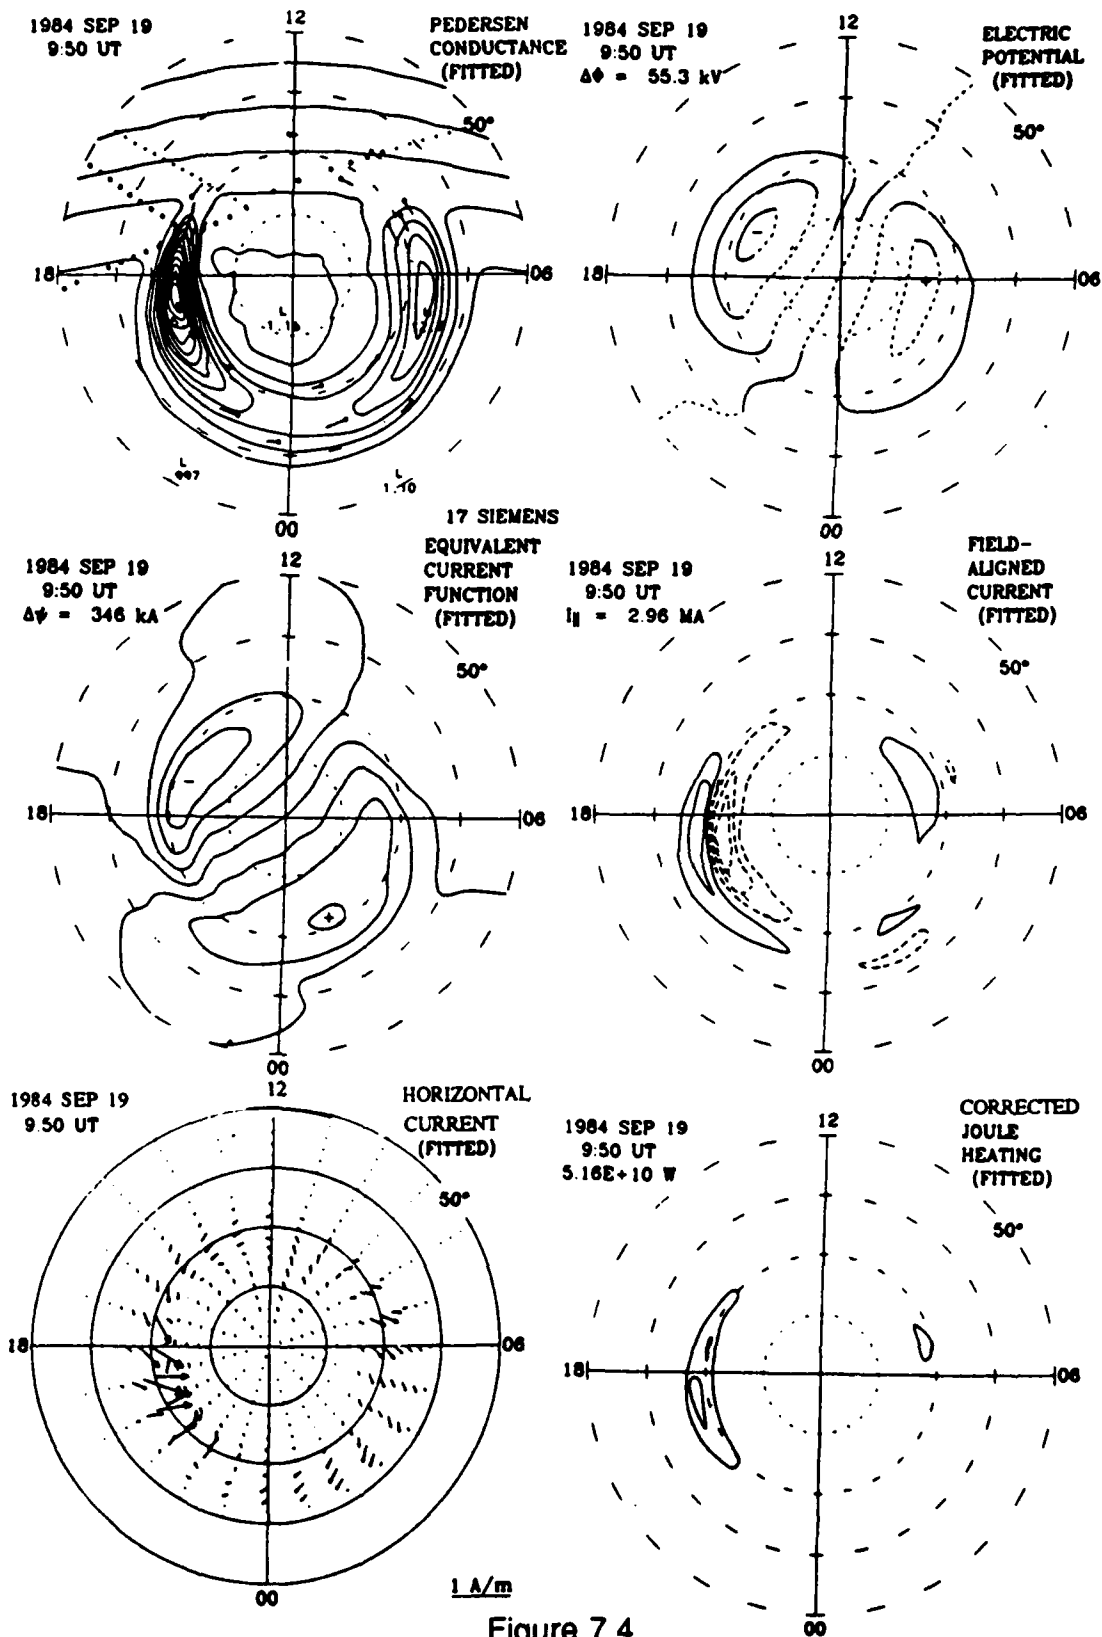 1984 SEP 19
9:50 UT
12
PEDERSEN
CONDUCTANCE
(FITTED)
50°
18
06
L
1.10
L
.997
L
1.10
00
17 SIEMENS
1984 SEP 19
9:50 UT
ΔΦ = 55.3 kV
12
ELECTRIC
POTENTIAL
(FITTED)
50°
18
06
00
1984 SEP 19
9:50 UT
Δψ = 346 kA
12
EQUIVALENT
CURRENT
FUNCTION
(FITTED)
50°
18
06
00
1984 SEP 19
9:50 UT
I∥ = 2.96 MA
12
FIELD-
ALIGNED
CURRENT
(FITTED)
50°
18
06
00
1984 SEP 19
9:50 UT
12
HORIZONTAL
CURRENT
(FITTED)
50°
18
06
00
1 A/m
1984 SEP 19
9:50 UT
5.16E+10 W
12
CORRECTED
JOULE
HEATING
(FITTED)
50°
18
06
00
Figure 7.4